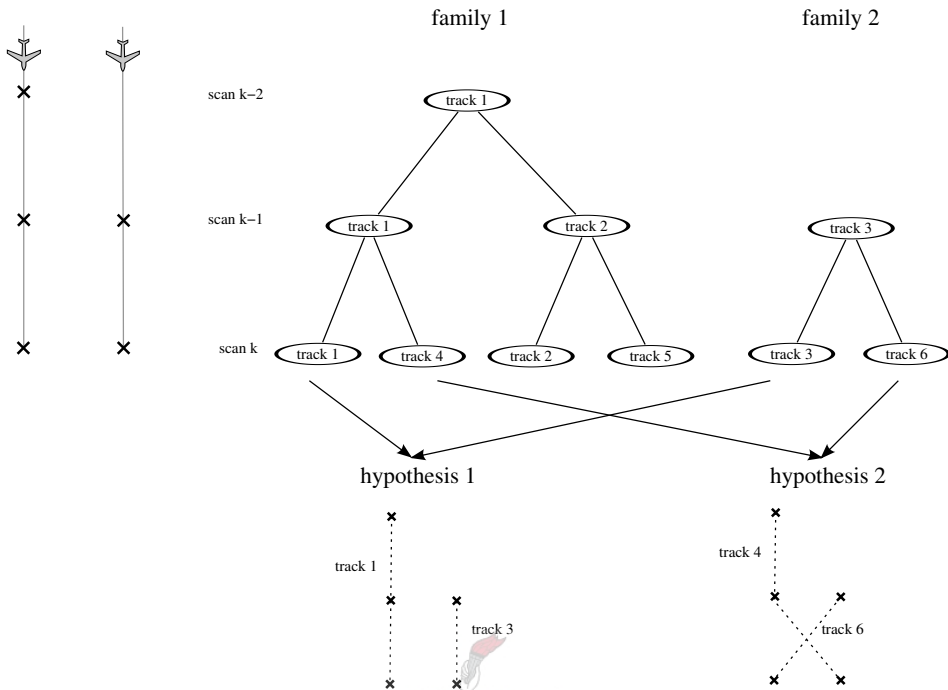 family 1
family 2
scan k−2
track 1
scan k−1
track 1
track 2
track 3
scan k
track 1
track 4
track 2
track 5
track 3
track 6
hypothesis 1
hypothesis 2
track 1
track 4
track 3
track 6